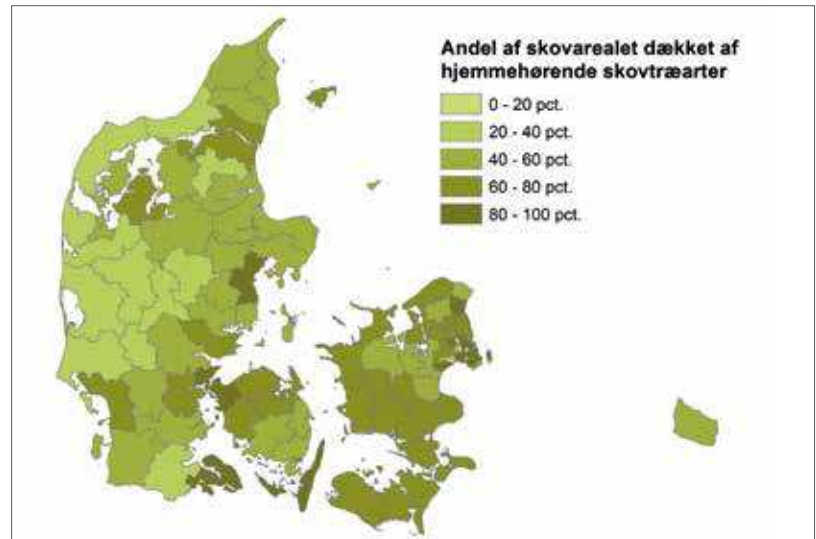 Andel af skovarealet dækket af
hjemmehørende skovtræarter
0 - 20 pct.
20 - 40 pct.
40 - 60 pct.
60 - 80 pct.
80 - 100 pct.